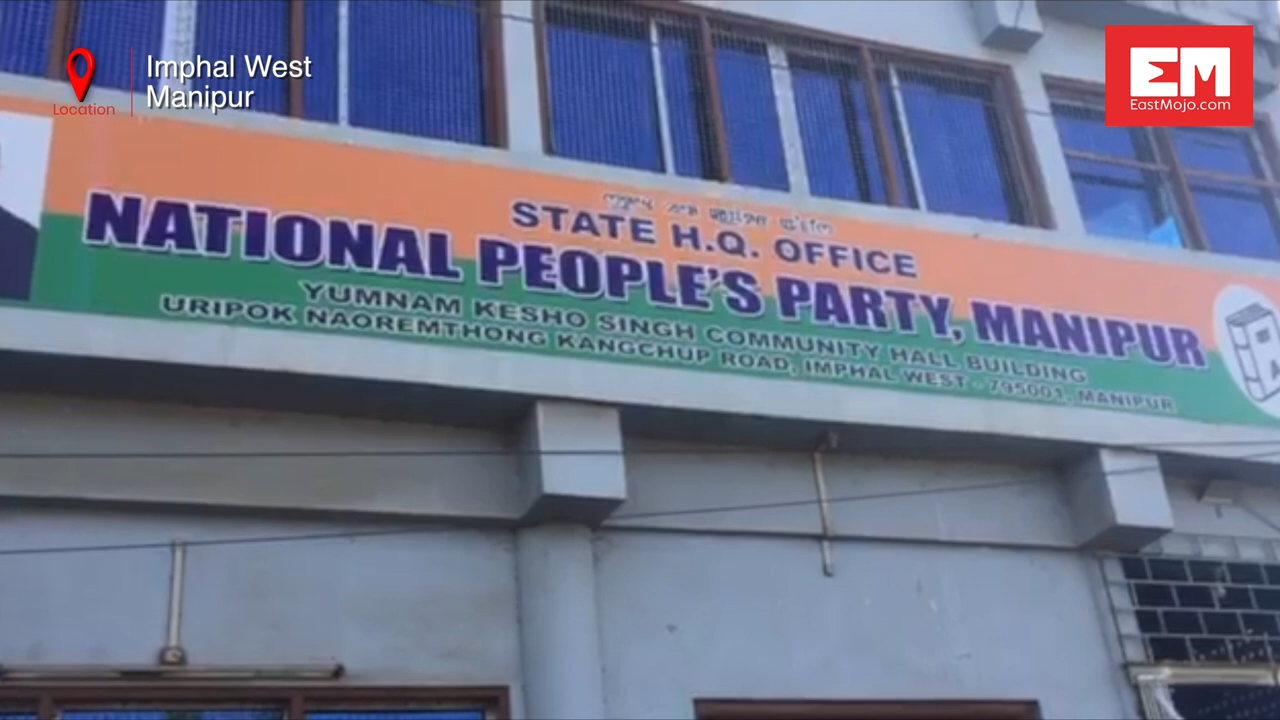 Location
Imphal West
Manipur
EM
EastMojo.com
STATE H.Q. OFFICE
NATIONAL PEOPLE'S PARTY, MANIPUR
YUMNAM KESHO SINGH COMMUNITY HALL BUILDING
URIPOK NAOREMTHONG KANGCHUP ROAD, IMPHAL WEST - 795001, MANIPUR
A